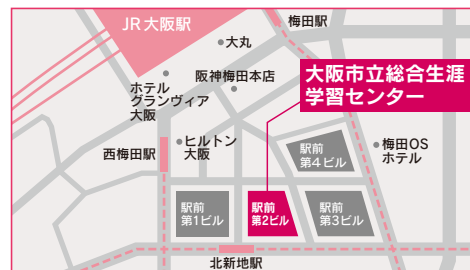 JR大阪駅
梅田駅
大丸
阪神梅田本店
ホテル
グランヴィア
大阪
大阪市立総合生涯
学習センター
ヒルトン
大阪
西梅田駅
駅前
第4ビル
梅田OS
ホテル
駅前
第1ビル
駅前
第2ビル
駅前
第3ビル
北新地駅